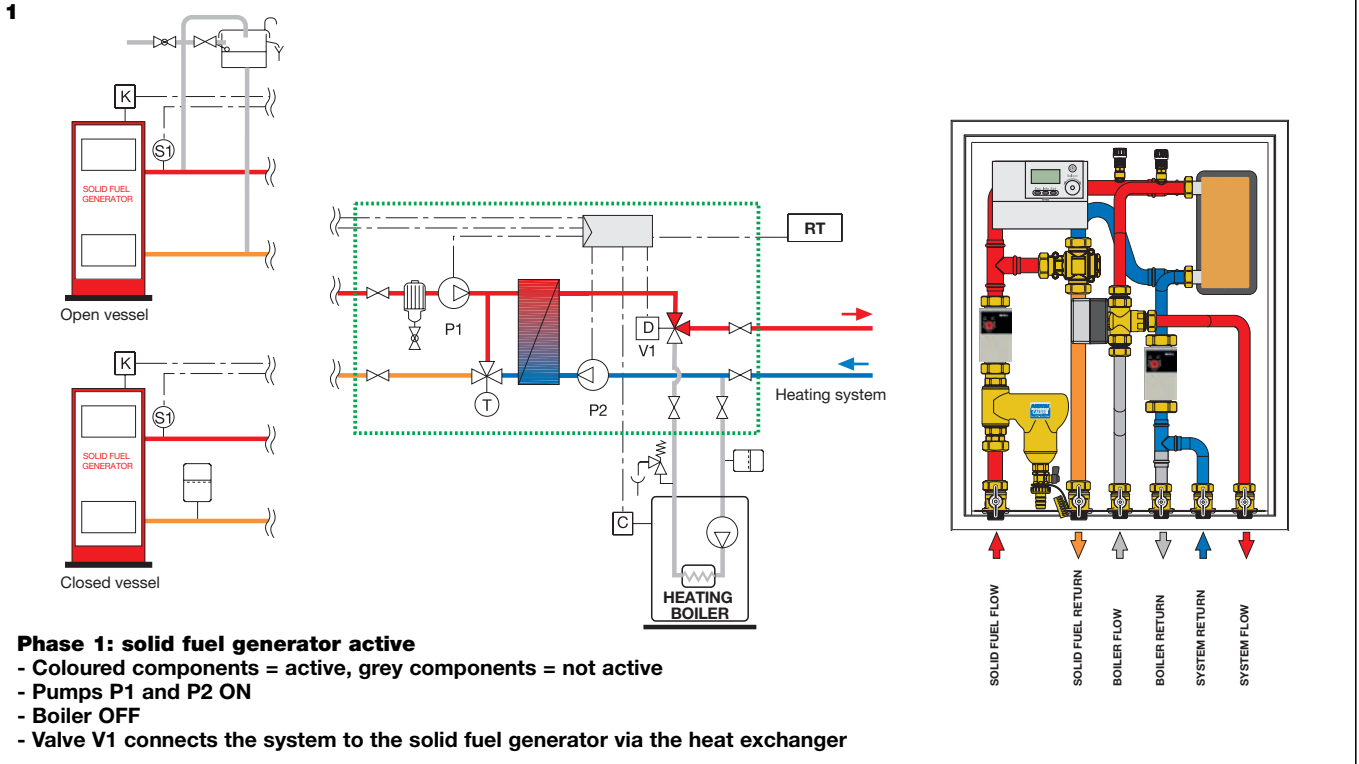 1
K
S1
SOLID FUEL
GENERATOR
Open vessel
K
S1
SOLID FUEL
GENERATOR
Closed vessel
RT
P1
D
V1
T
P2
Heating system
C
HEATING
BOILER
SOLID FUEL FLOW
SOLID FUEL RETURN
BOILER FLOW
BOILER RETURN
SYSTEM RETURN
SYSTEM FLOW
Phase 1: solid fuel generator active
- Coloured components = active, grey components = not active
- Pumps P1 and P2 ON
- Boiler OFF
- Valve V1 connects the system to the solid fuel generator via the heat exchanger